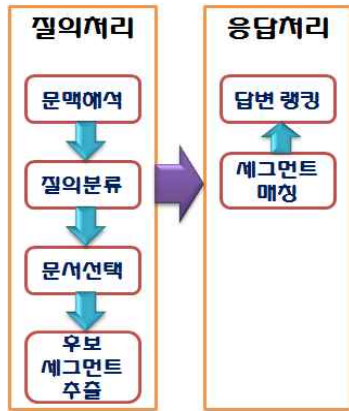 질의처리
문맥해석
질의분류
문서선택
후보
세그먼트
추출
응답처리
답변 랭킹
세그먼트
매칭